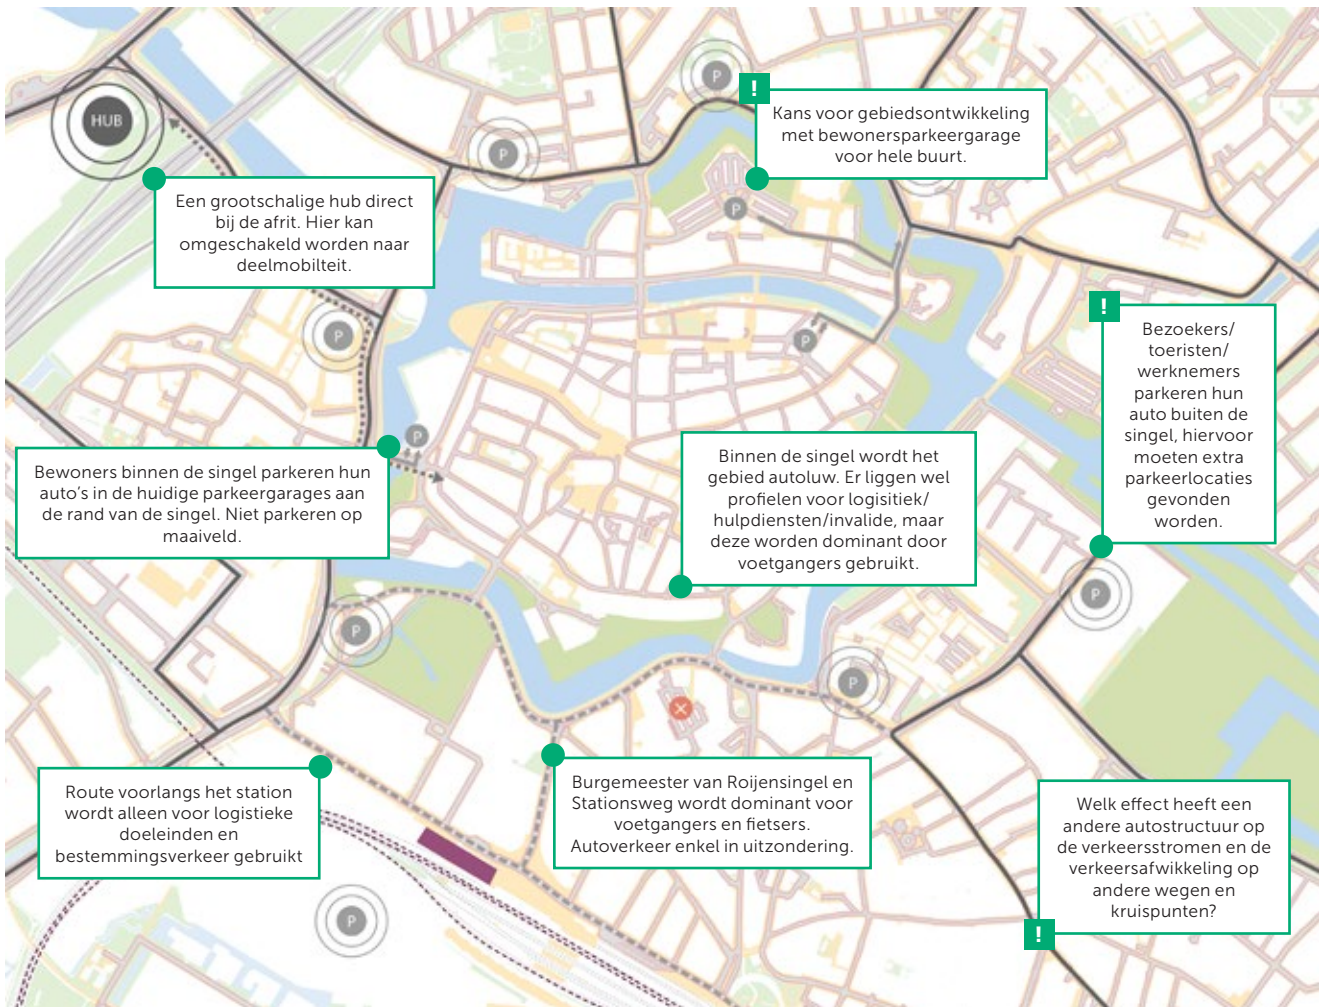 P
!
Kans voor gebiedsontwikkeling
met bewonersparkeergarage
voor hele buurt.
HUB
P
Een grootschalige hub direct
bij de afrit. Hier kan
omgeschakeld worden naar
deelmobilteit.
P
!
Bezoekers/
toeristen/
werknemers
parkeren hun
auto buiten de
singel, hiervoor
moeten extra
parkeerlocaties
gevonden
worden.
P
P
P
Bewoners binnen de singel parkeren hun
auto's in de huidige parkeergarages aan
de rand van de singel. Niet parkeren op
maaiveld.
Binnen de singel wordt het
gebied autoluw. Er liggen wel
profielen voor logisitiek/
hulpdiensten/invalide, maar
deze worden dominant door
voetgangers gebruikt.
P
P
P
Route voorlangs het station
wordt alleen voor logistieke
doeleinden en
bestemmingsverkeer gebruikt
Burgemeester van Roijensingel en
Stationsweg wordt dominant voor
voetgangers en fietsers.
Autoverkeer enkel in uitzondering.
Welk effect heeft een
andere autostructuur op
de verkeersstromen en de
verkeersafwikkeling op
andere wegen en
kruispunten?
!
P